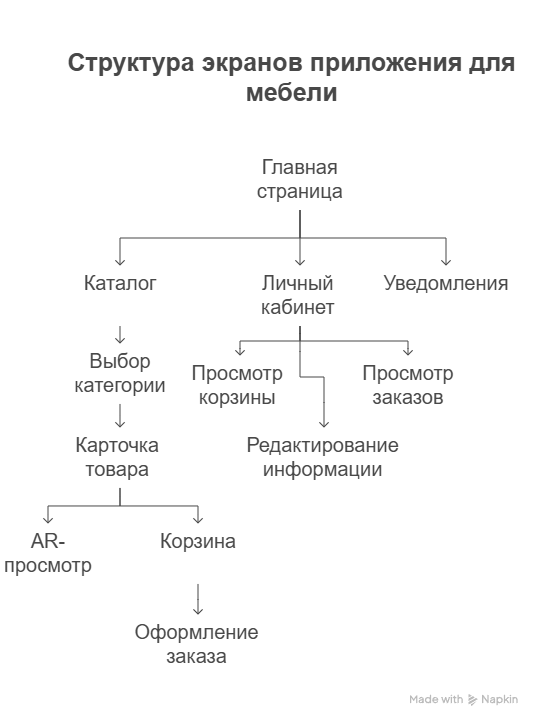 Структура экранов приложения для
мебели
Главная
страница
Каталог
Личный
кабинет
Уведомления
Выбор
категории
Просмотр
корзины
Просмотр
заказов
Карточка
товара
Редактирование
информации
AR-
просмотр
Корзина
Оформление
заказа
Made with Napkin